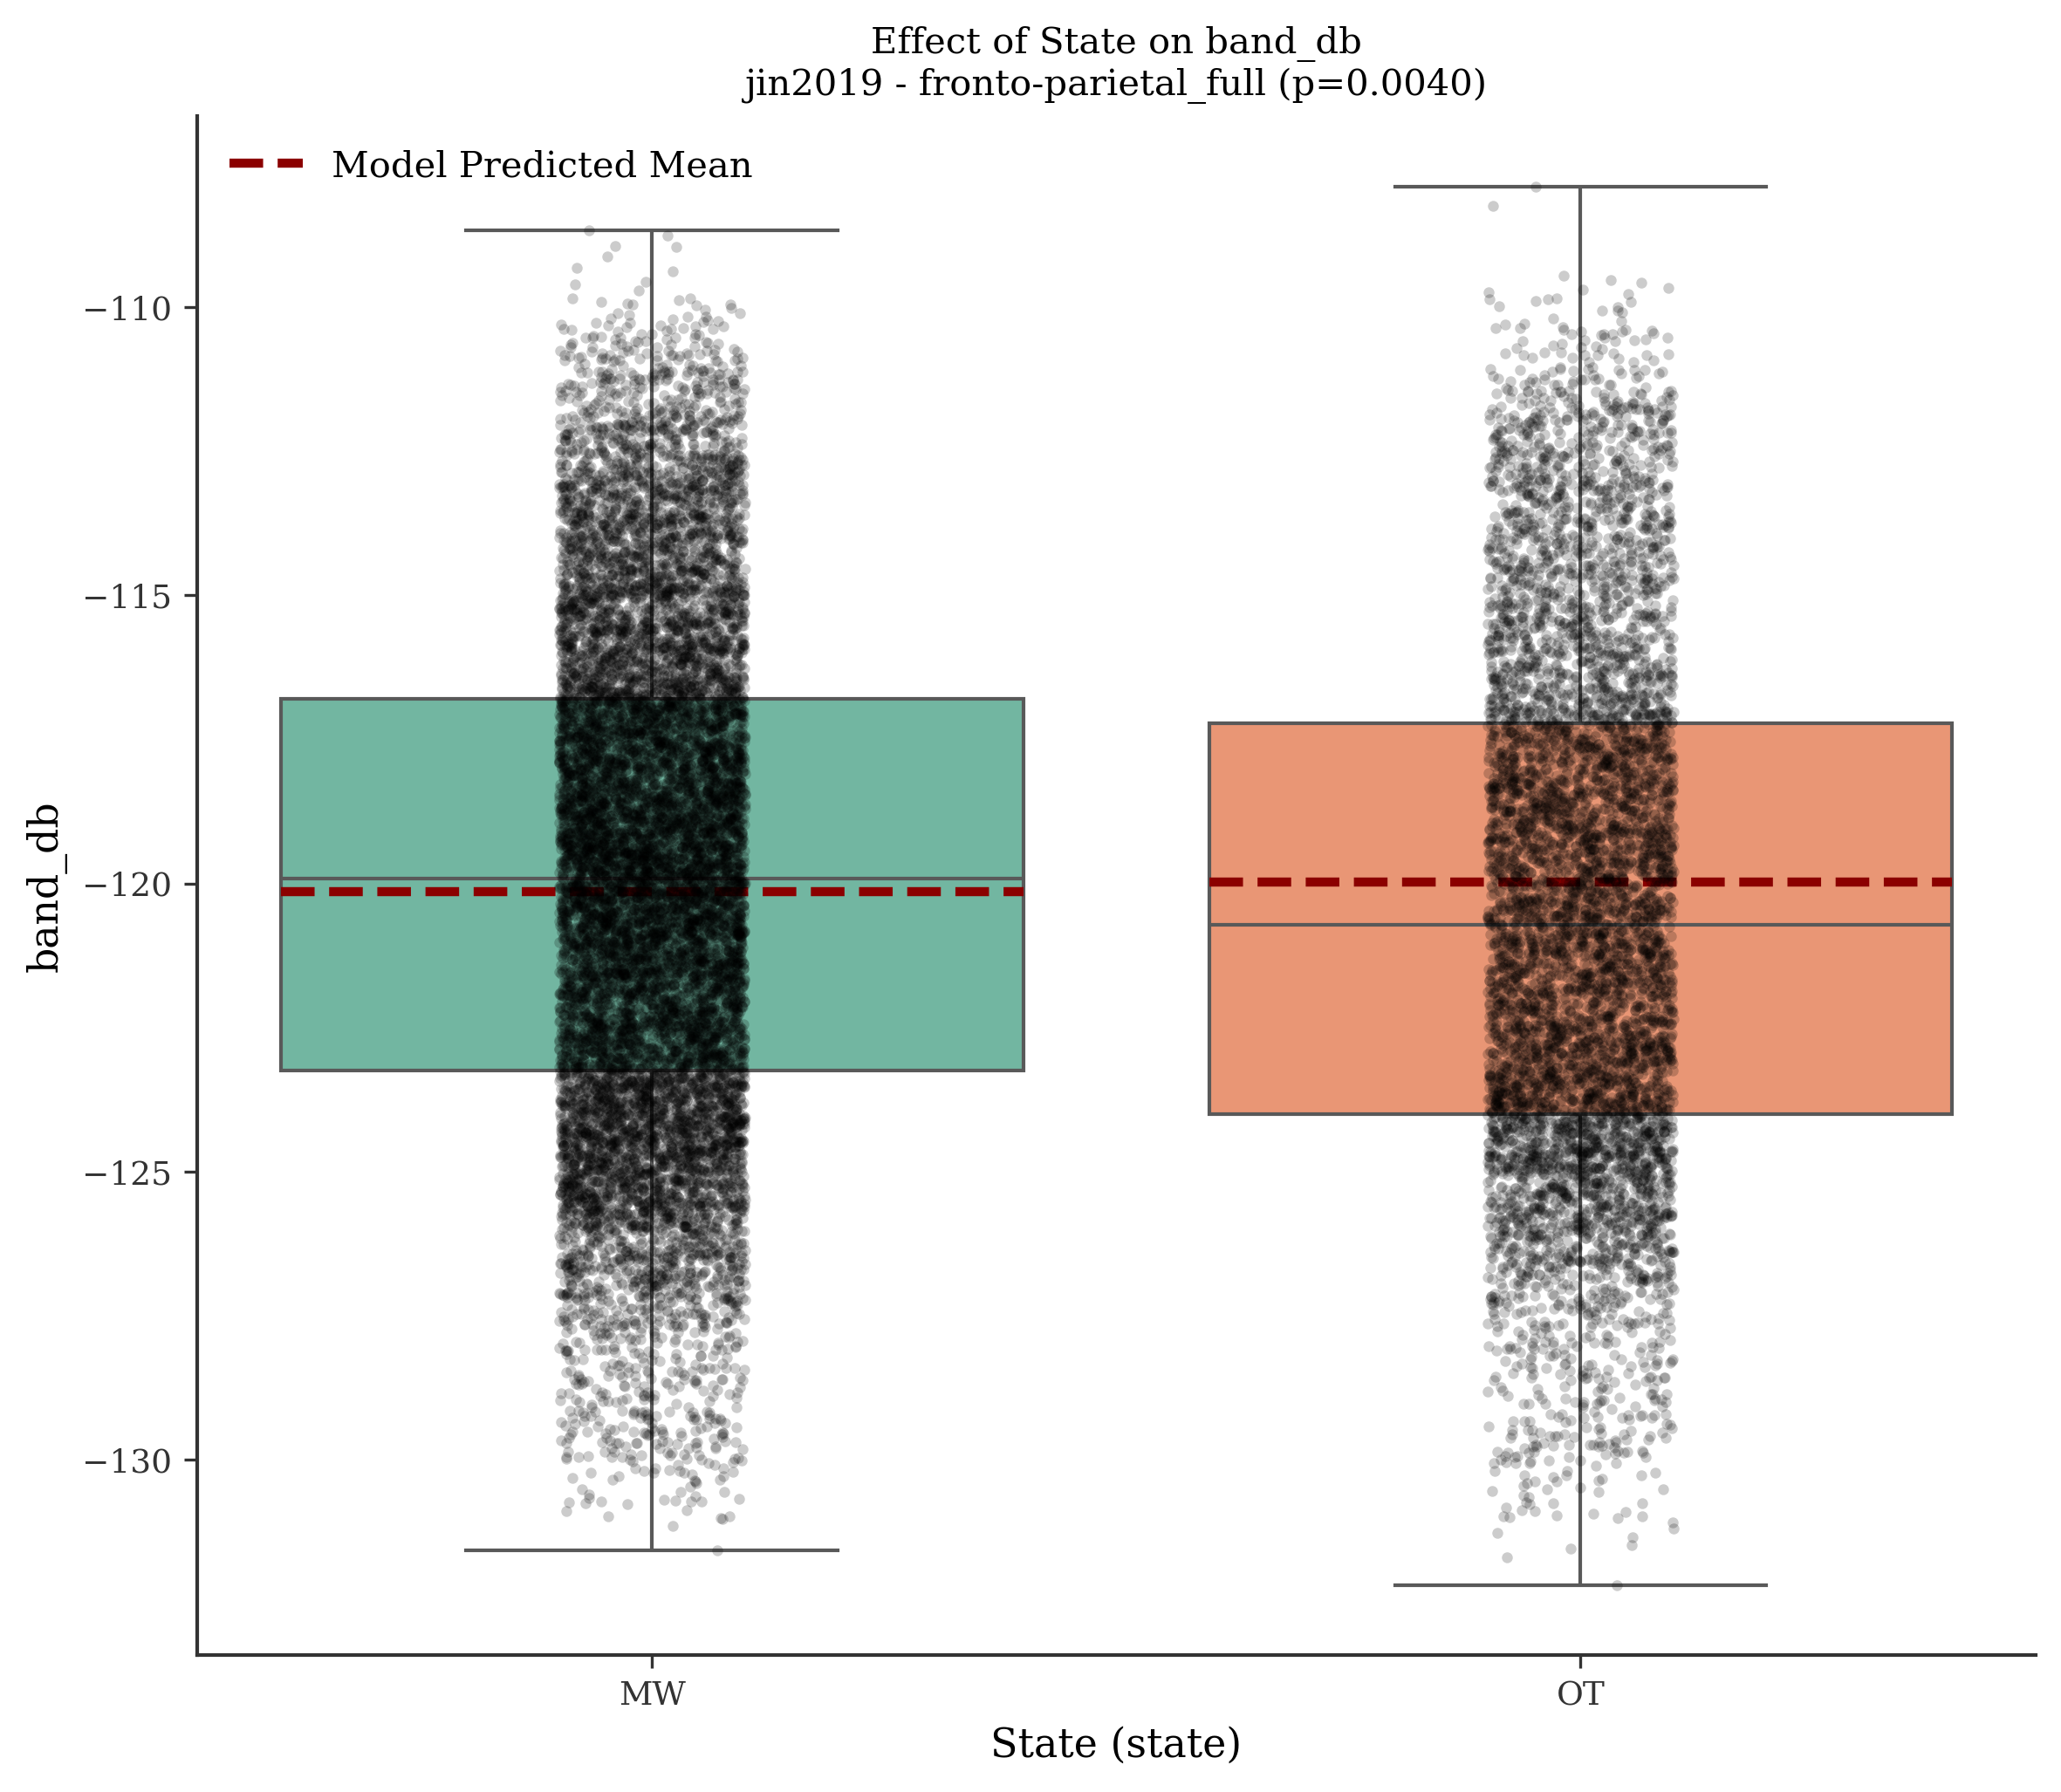 Effect of State on band_db
jin2019 - fronto-parietal_full (p=0.0040)
Model Predicted Mean
−110
−115
−120
−125
−130
band_db
MW
OT
State (state)